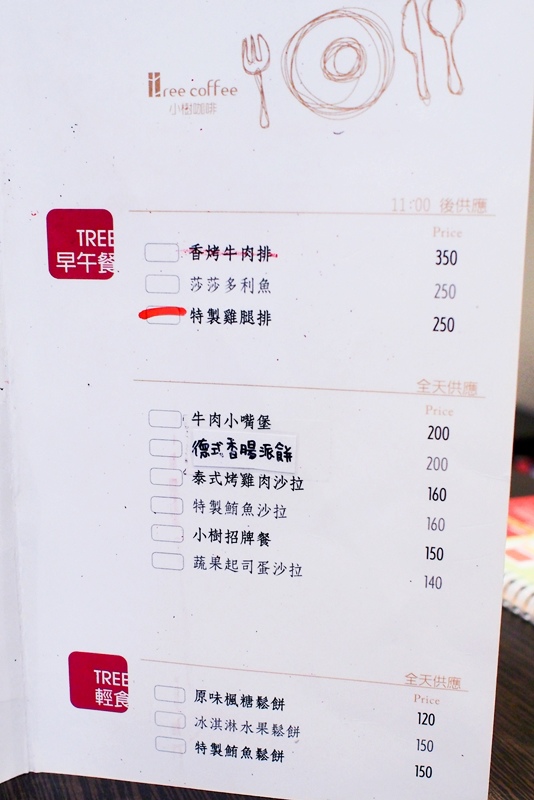 Tree coffee
小樹咖啡
11:00 後供應
TREE
早午餐
Price
香烤牛肉排 350
莎莎多利魚 250
特製雞腿排 250
全天供應
Price
牛肉小嘴堡 200
德式香腸派餅 200
泰式烤雞肉沙拉 160
特製鮪魚沙拉 160
小樹招牌餐 150
蔬果起司蛋沙拉 140
全天供應
TREE
輕食
Price
原味楓糖鬆餅 120
冰淇淋水果鬆餅 150
特製鮪魚鬆餅 150